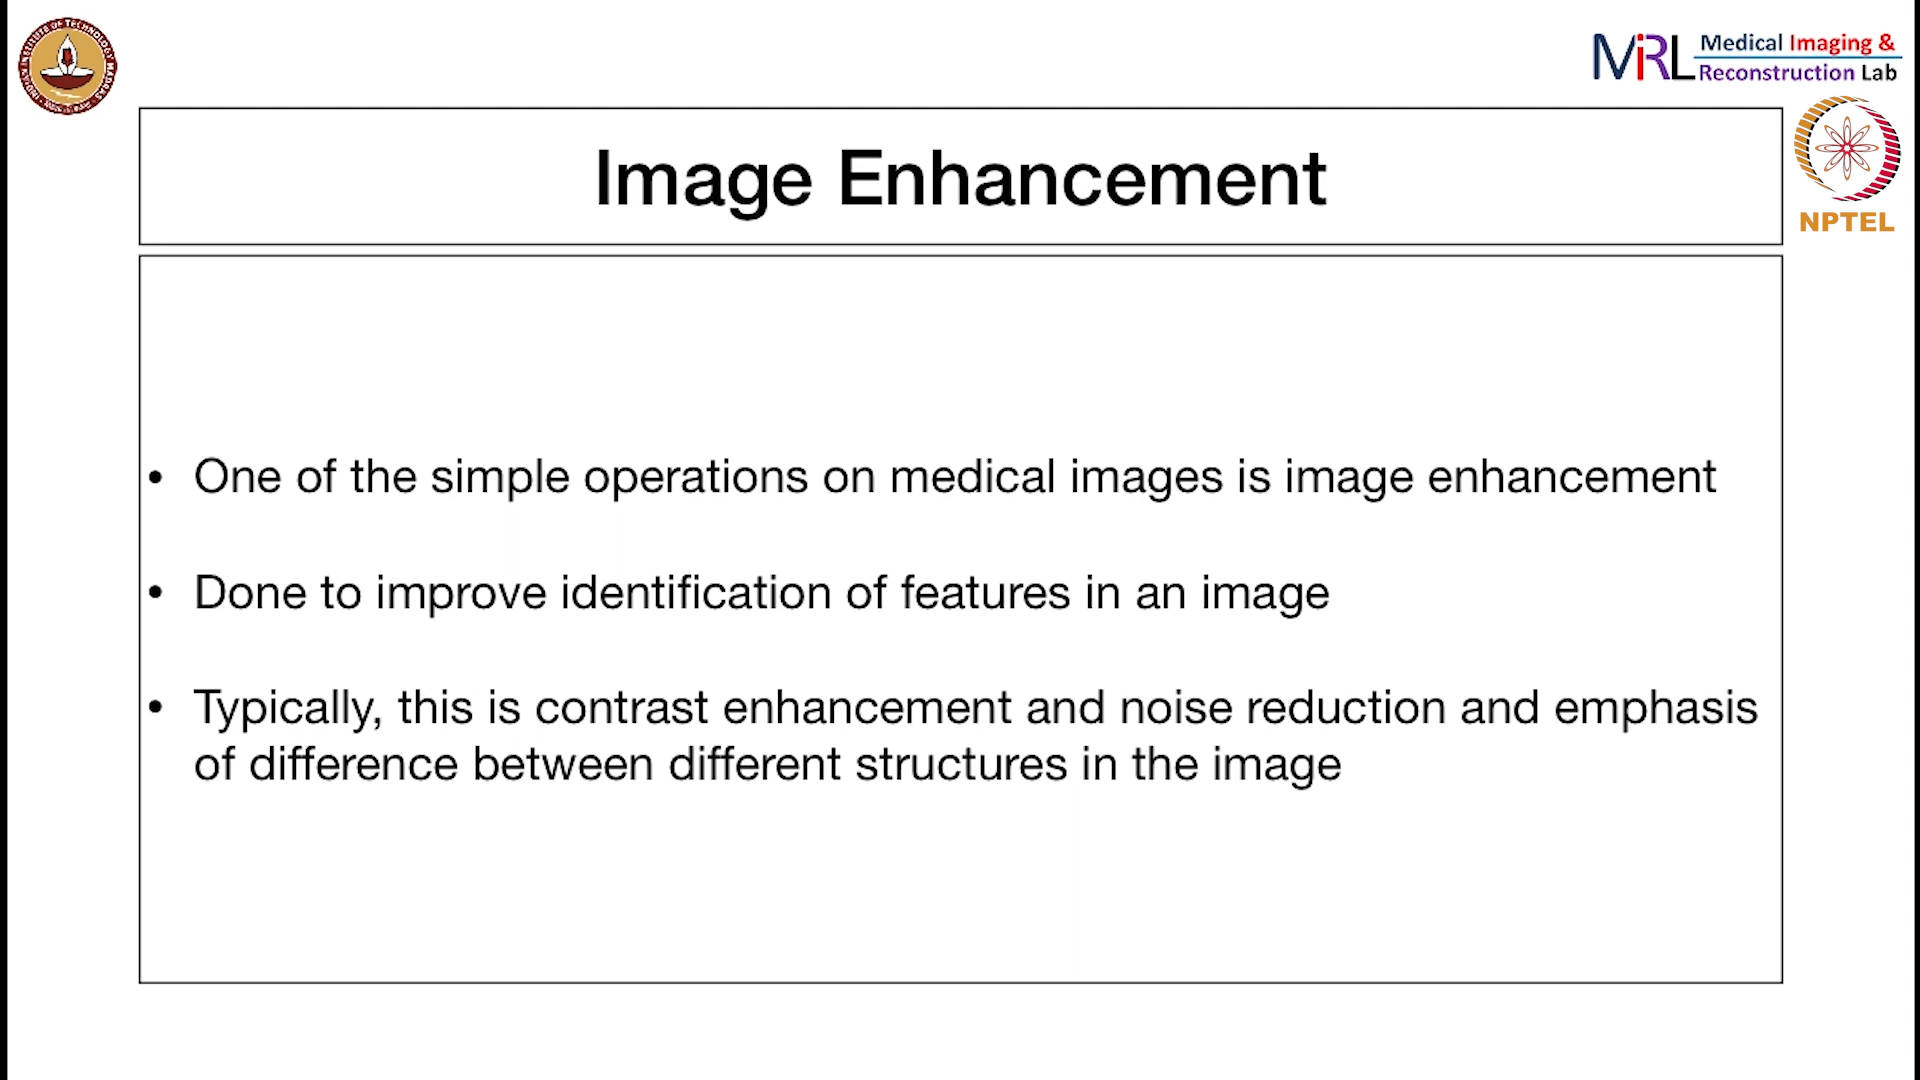 MiRL Medical Imaging &
Reconstruction Lab
NPTEL
Image Enhancement
• One of the simple operations on medical images is image enhancement
• Done to improve identification of features in an image
• Typically, this is contrast enhancement and noise reduction and emphasis
of difference between different structures in the image